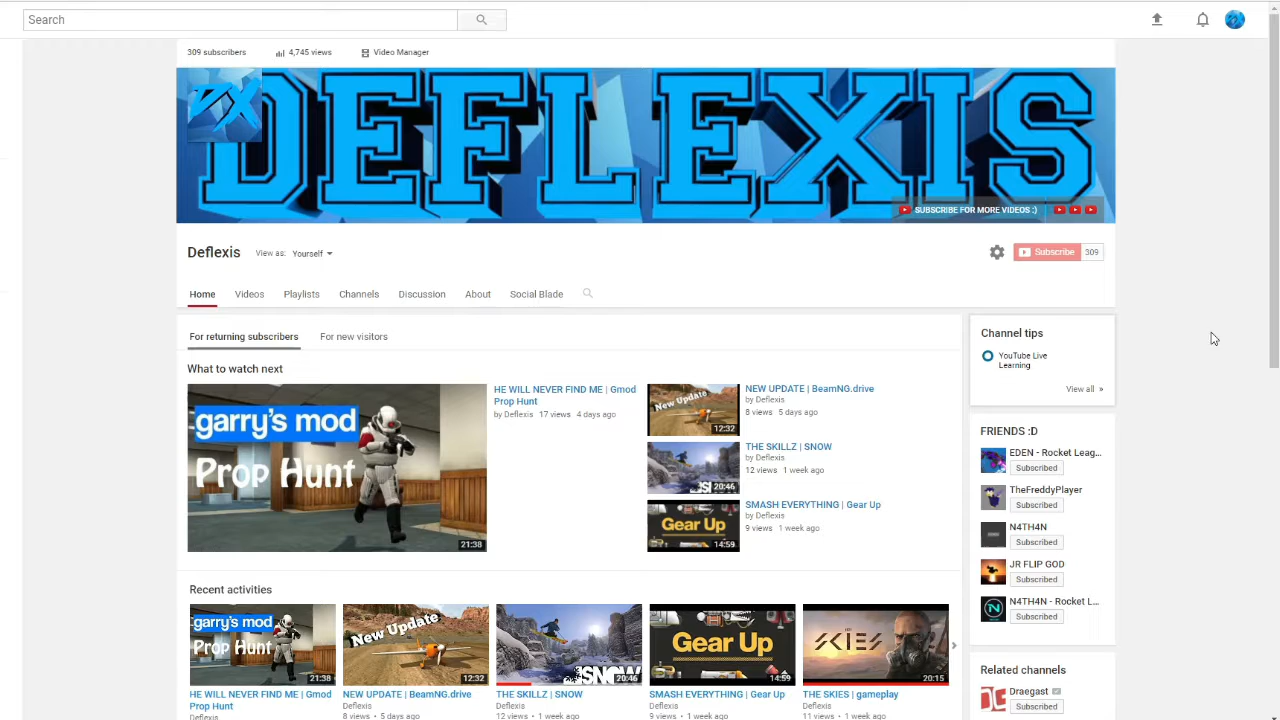 Search
309 subscribers 4,745 views Video Manager
DX
DEFLEXIS
SUBSCRIBE FOR MORE VIDEOS :)
Deflexis View as: Yourself
Subscribe 309
Home Videos Playlists Channels Discussion About Social Blade
For returning subscribers For new visitors
What to watch next
garry's mod
Prop Hunt
21:38
HE WILL NEVER FIND ME | Gmod
Prop Hunt
by Deflexis 17 views 4 days ago
New Update
12:32
NEW UPDATE | BeamNG.drive
by Deflexis
8 views 5 days ago
SNOW
20:46
THE SKILLZ | SNOW
by Deflexis
12 views 1 week ago
Gear Up
14:59
SMASH EVERYTHING | Gear Up
by Deflexis
9 views 1 week ago
Recent activities
garry's mod
Prop Hunt
21:38
HE WILL NEVER FIND ME | Gmod
Prop Hunt
Deflexis
New Update
12:32
NEW UPDATE | BeamNG.drive
Deflexis
8 views • 5 days ago
SNOW
20:46
THE SKILLZ | SNOW
Deflexis
12 views • 1 week ago
Gear Up
14:59
SMASH EVERYTHING | Gear Up
Deflexis
9 views • 1 week ago
SKIES
20:15
THE SKIES | gameplay
Deflexis
11 views • 1 week ago
Channel tips
YouTube Live
Learning
View all »
FRIENDS :D
EDEN - Rocket Leag...
Subscribed
TheFreddyPlayer
Subscribed
N4TH4N
Subscribed
JR FLIP GOD
Subscribed
N4TH4N - Rocket L...
Subscribed
Related channels
Draegast
Subscribed